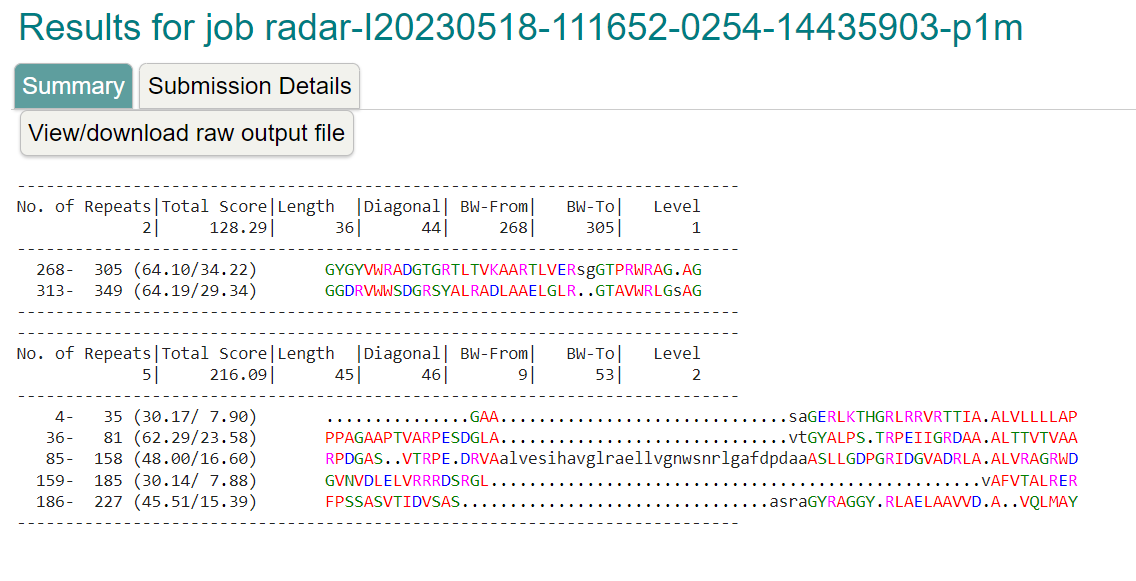 Results for job radar-I20230518-111652-0254-14435903-p1m
Summary
Submission Details
View/download raw output file
---------------------------------------------------------------------------
No. of Repeats|Total Score|Length  |Diagonal| BW-From|   BW-To|   Level
             2|     128.29|      36|      44|     268|     305|       1
---------------------------------------------------------------------------
  268-  305 (64.10/34.22)       GYGYVWRADGTGRTLTVKAARTLVERsgGTPRWRAG.AG
  313-  349 (64.19/29.34)       GGDRVWWSDGRSYALRADLAAELGLR..GTAVWRLGsAG
---------------------------------------------------------------------------
---------------------------------------------------------------------------
No. of Repeats|Total Score|Length  |Diagonal| BW-From|   BW-To|   Level
             5|     216.09|      45|      46|       9|      53|       2
---------------------------------------------------------------------------
    4-   35 (30.17/ 7.90)       ...............GAA..............................saGERLKTHGRLRRVRTTIA.ALVLLLLAP
   36-   81 (62.29/23.58)       PPAGAAPTVARPESDGLA..............................vtGYALPS.TRPEIIGRDAA.ALTTVTVAA
   85-  158 (48.00/16.60)       RPDGAS..VTRPE.DRVAalvesihavglraellvgnwsnrlgafdpdaaASLLGDPGRIDGVADRLA.ALVRAGRWD
  159-  185 (30.14/ 7.88)       GVNVDLELVRRRDSRGL...................................................vAFVTALRER
  186-  227 (45.51/15.39)       FPSSASVTIDVSAS................................asraGYRAGGY.RLAELAAVVD.A..VQLMAY
---------------------------------------------------------------------------